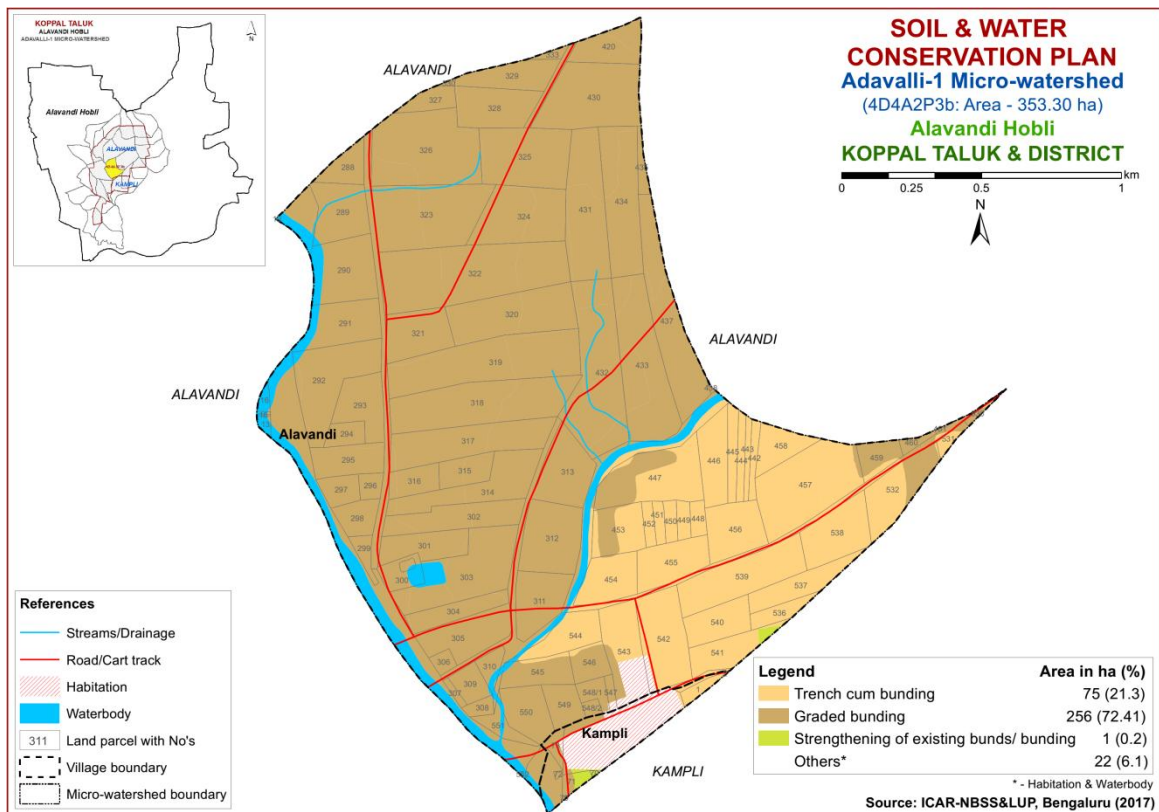 KOPPAL TALUK
ALAVANDI HOBLI
ADAVALLI-1 MICRO-WATERSHED
N
Alavandi Hobli
ALAVANDI
KAMPLI
SOIL & WATER
CONSERVATION PLAN
Adavalli-1 Micro-watershed
(4D4A2P3b: Area - 353.30 ha)
Alavandi Hobli
KOPPAL TALUK & DISTRICT
km
0 0.25 0.5 1
N
ALAVANDI
420
333
329
327
328
430
326
325
288
289
323
324
431
434
290
322
291
321
320
437
ALAVANDI
319
432
433
292
ALAVANDI
318
293
Alavandi
294
317
295
445
443
444
442
446
458
459
460
531
457
532
297
296
316
315
314
313
447
298
302
451
452
450
449
448
453
456
538
299
301
312
300
303
454
455
539
537
304
311
536
305
544
543
542
540
541
306
310
545
546
307
309
308
550
549
548/1
547
548/2
551
1
Kampli
72
71
KAMPLI
References
Streams/Drainage
Road/Cart track
Habitation
Waterbody
311 Land parcel with No's
Village boundary
Micro-watershed boundary
Legend Area in ha (%)
Trench cum bunding 75 (21.3)
Graded bunding 256 (72.41)
Strengthening of existing bunds/ bunding 1 (0.2)
Others* 22 (6.1)
* - Habitation & Waterbody
Source: ICAR-NBSS&LUP, Bengaluru (2017)